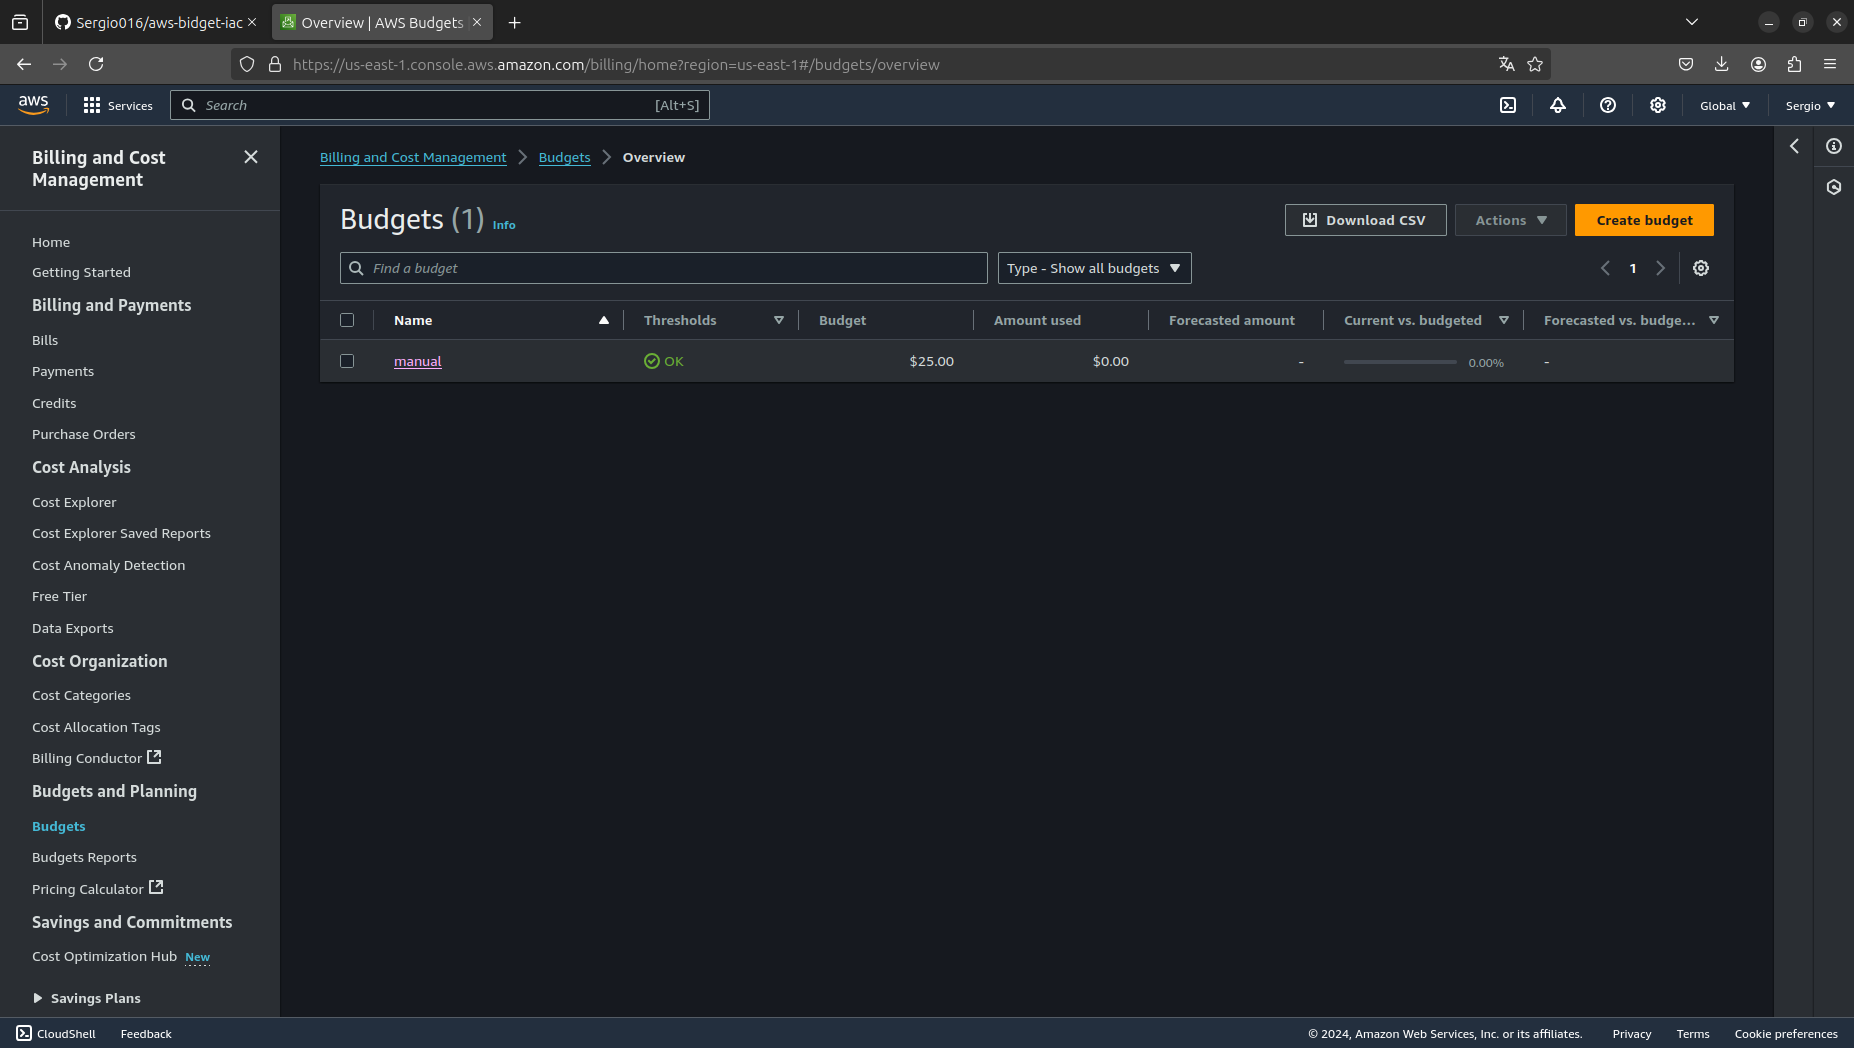 Sergio016/aws-bidget-iac
Overview | AWS Budgets
https://us-east-1.console.aws.amazon.com/billing/home?region=us-east-1#/budgets/overview
aws
Services
Search
[Alt+S]
Global
Sergio
Billing and Cost Management
Home
Getting Started
Billing and Payments
Bills
Payments
Credits
Purchase Orders
Cost Analysis
Cost Explorer
Cost Explorer Saved Reports
Cost Anomaly Detection
Free Tier
Data Exports
Cost Organization
Cost Categories
Cost Allocation Tags
Billing Conductor
Budgets and Planning
Budgets
Budgets Reports
Pricing Calculator
Savings and Commitments
Cost Optimization Hub New
Savings Plans
Billing and Cost Management > Budgets > Overview
Budgets (1) Info
Download CSV
Actions
Create budget
Find a budget
Type - Show all budgets
1
Name Thresholds Budget Amount used Forecasted amount Current vs. budgeted Forecasted vs. budge...
manual OK $25.00 $0.00 - 0.00% -
CloudShell Feedback
© 2024, Amazon Web Services, Inc. or its affiliates. Privacy Terms Cookie preferences